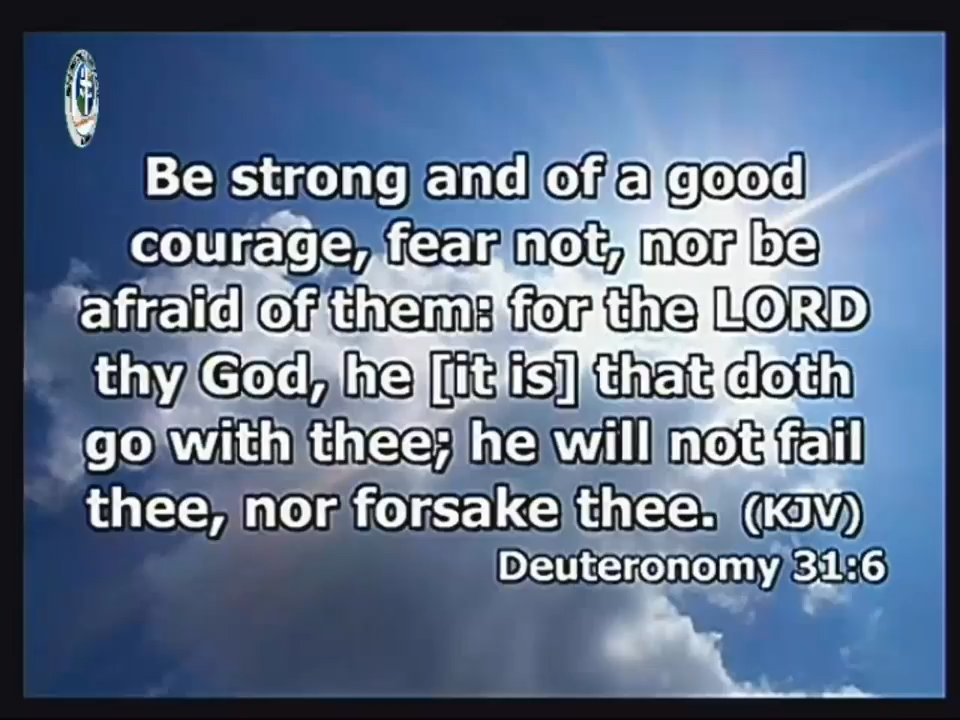 Be strong and of a good
courage, fear not, nor be
afraid of them: for the LORD
thy God, he [it is] that doth
go with thee; he will not fail
thee, nor forsake thee. (KJV)
Deuteronomy 31:6